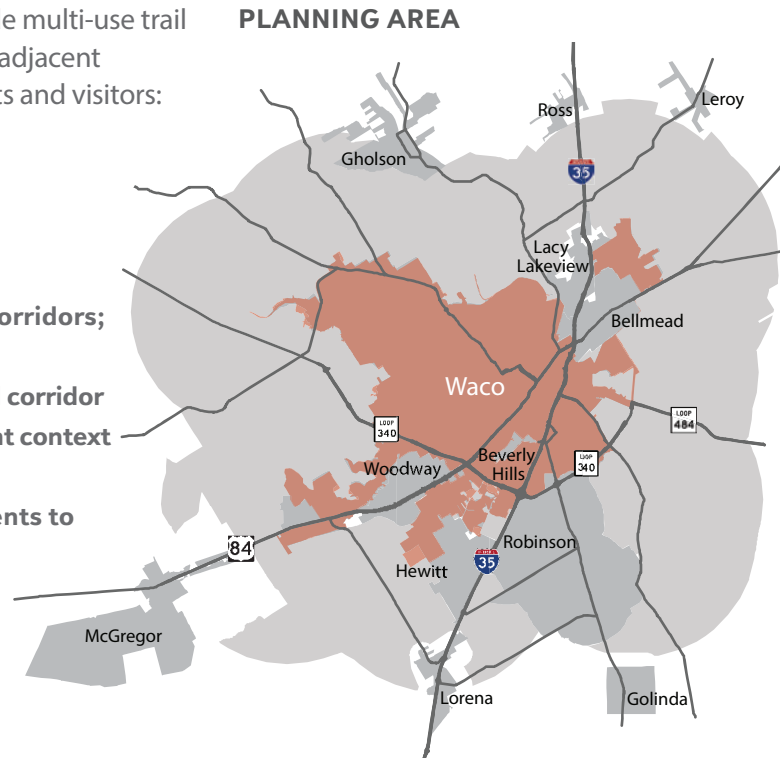 le multi-use trail
adjacent
ts and visitors:
orridors;
corridor
at context
ents to
PLANNING AREA
Ross
Leroy
Gholson
35
Lacy
Lakeview
Bellmead
Waco
LOOP
340
LOOP
484
Woodway
Beverly
Hills
LOOP
340
84
Robinson
35
Hewitt
McGregor
Lorena
Golinda